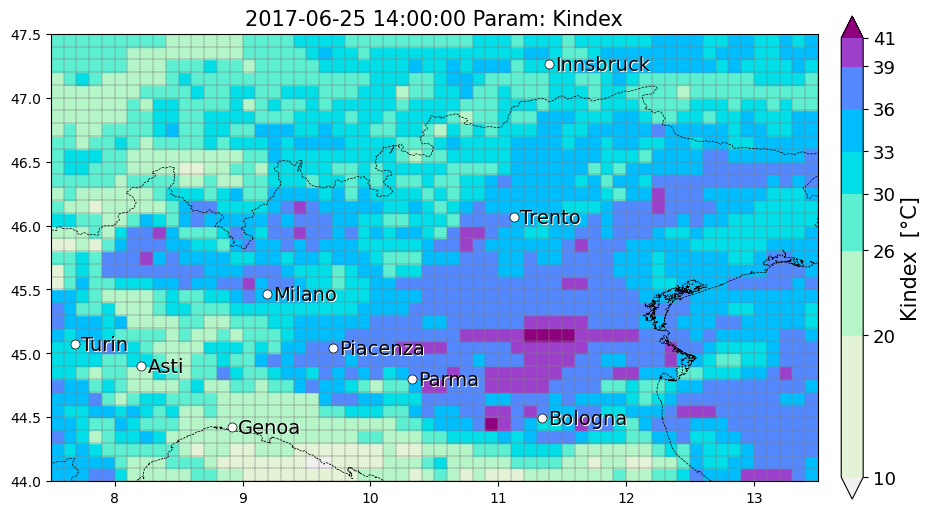 2017-06-25 14:00:00 Param: Kindex
47.5
47.0
46.5
46.0
45.5
45.0
44.5
44.0
8
9
10
11
12
13
Innsbruck
Trento
Milano
Turin
Piacenza
Asti
Parma
Bologna
Genoa
41
39
36
33
30
26
20
10
Kindex [°C]